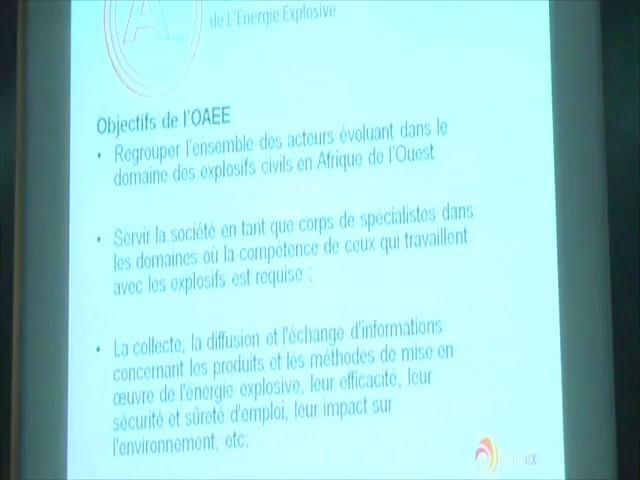 A
de L'Energie Explosive
Objectifs de l'OAEE
• Regrouper l'ensemble des acteurs évoluant dans le
domaine des explosifs civils en Afrique de l'Ouest
• Servir la société en tant que corps de spécialistes dans
les domaines où la compétence de ceux qui travaillent
avec les explosifs est requise ;
• La collecte, la diffusion et l'échange d'informations
concernant les produits et les méthodes de mise en
œuvre de l'énergie explosive, leur efficacité, leur
sécurité et sûreté d'emploi, leur impact sur
l'environnement, etc;